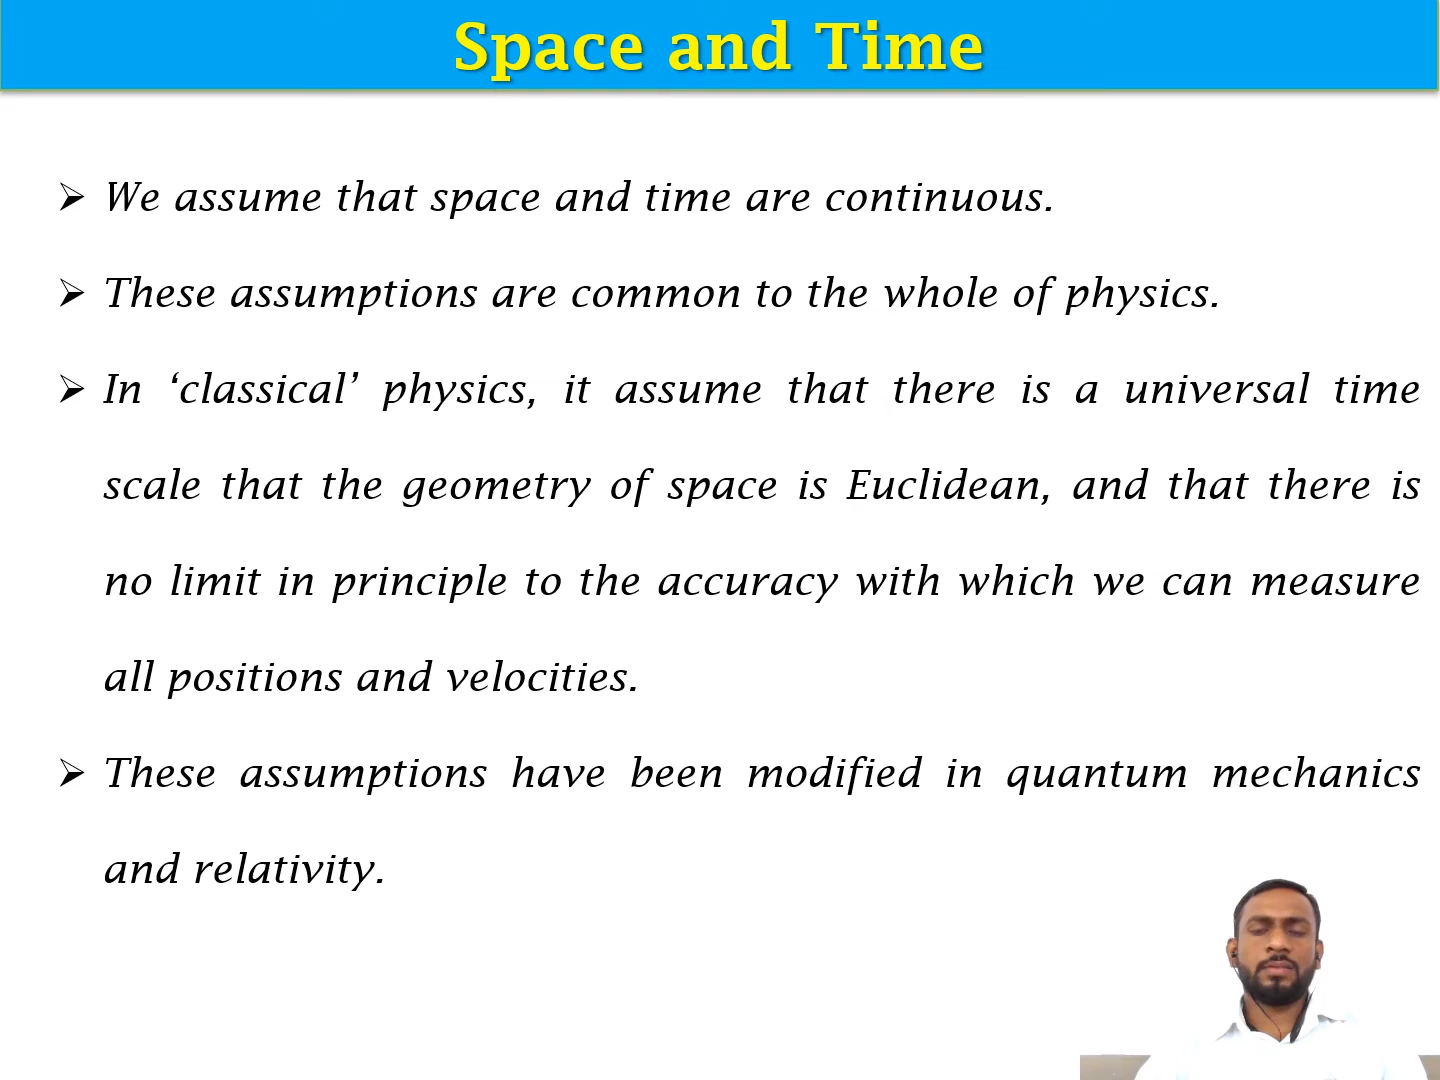 Space and Time
➢ We assume that space and time are continuous.
➢ These assumptions are common to the whole of physics.
➢ In ‘classical’ physics, it assume that there is a universal time
scale that the geometry of space is Euclidean, and that there is
no limit in principle to the accuracy with which we can measure
all positions and velocities.
➢ These assumptions have been modified in quantum mechanics
and relativity.